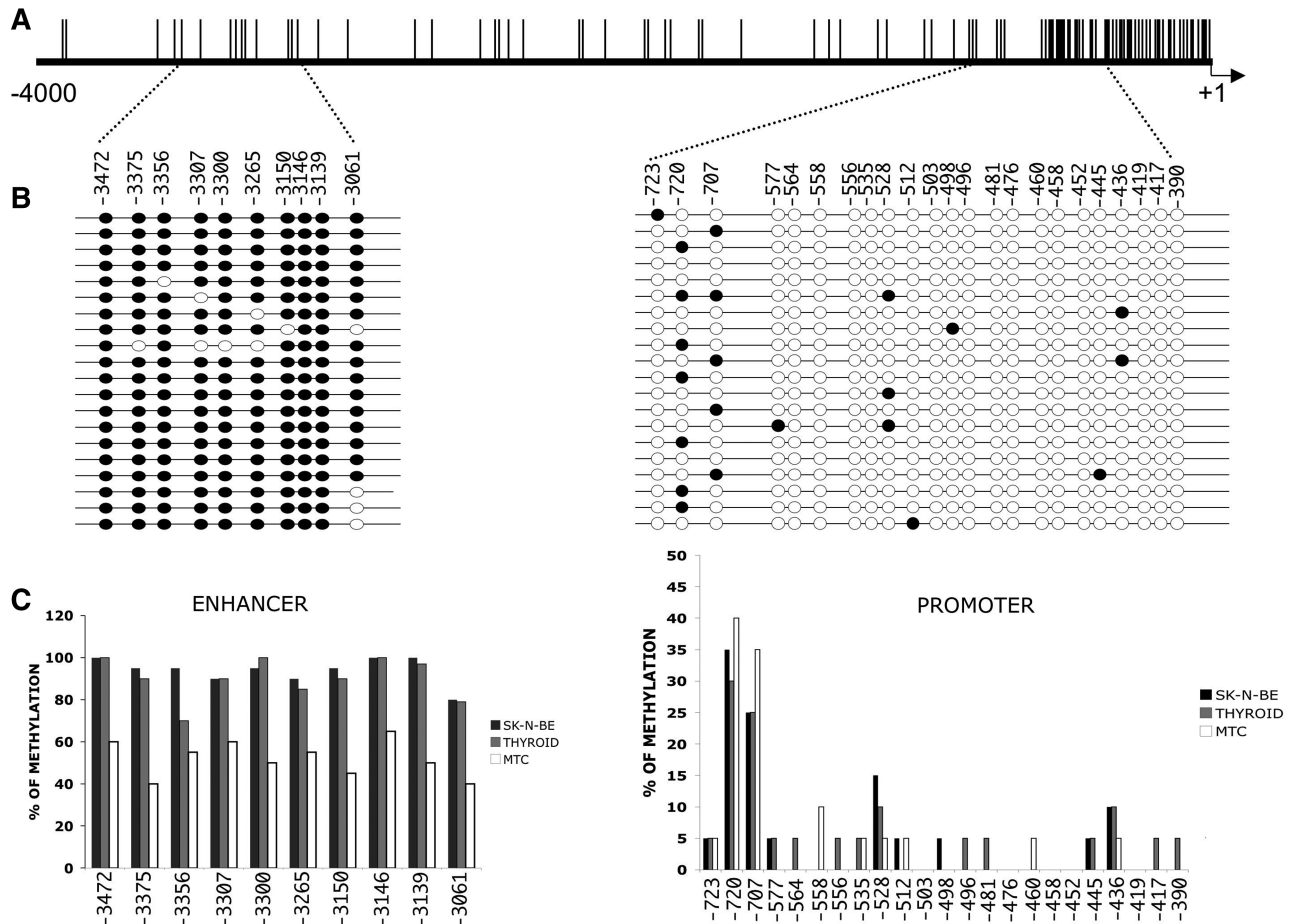 A
-4000
+1
B
-3472 -3375 -3356 -3307 -3300 -3265 -3150 -3146 -3139 -3061
-723 -720 -707 -577 -564 -558 -556 -535 -528 -512 -503 -498 -496 -481 -476 -460 -458 -452 -445 -436 -419 -417 -390
C
ENHANCER
% OF METHYLATION
120
100
80
60
40
20
0
-3472 -3375 -3356 -3307 -3300 -3265 -3150 -3146 -3139 -3061
SK-N-BE
THYROID
MTC
PROMOTER
% OF METHYLATION
50
45
40
35
30
25
20
15
10
5
0
-723 -720 -707 -577 -564 -558 -556 -535 -528 -512 -503 -498 -496 -481 -476 -460 -458 -452 -445 -436 -419 -417 -390
SK-N-BE
THYROID
MTC